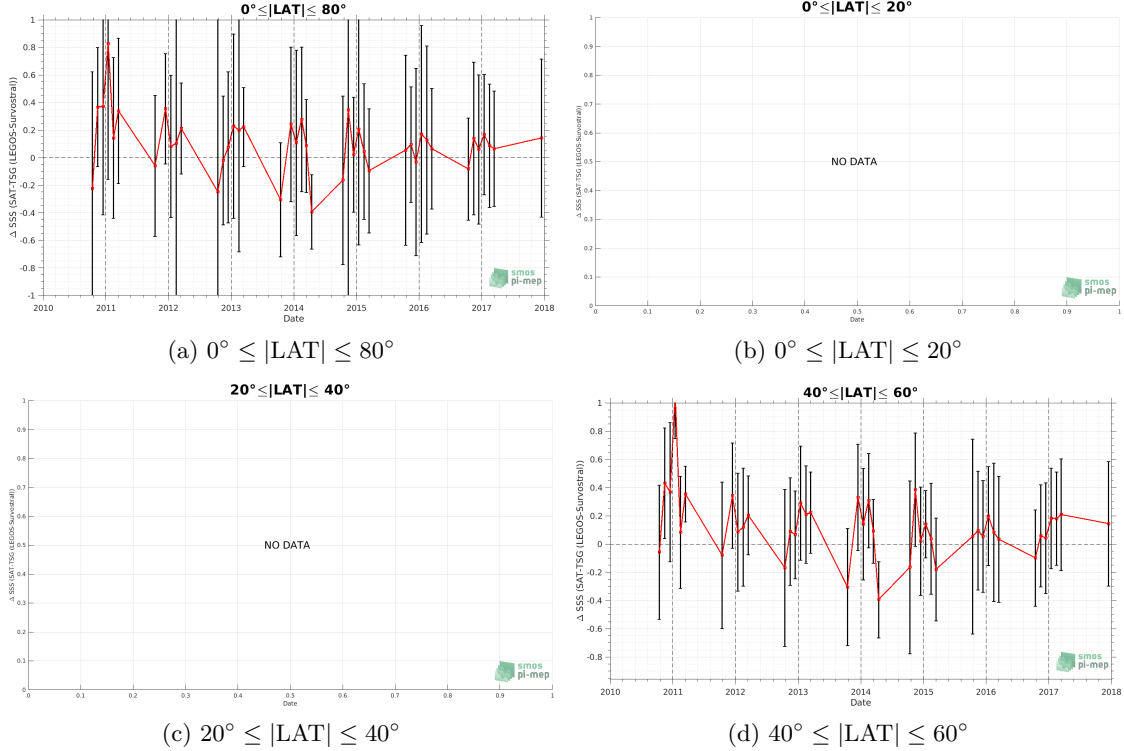 0°≤|LAT|≤ 80°
Δ SSS (SAT-TSG (LEGOS-Survostral))
1
0.8
0.6
0.4
0.2
0
-0.2
-0.4
-0.6
-0.8
-1
2010 2011 2012 2013 2014 2015 2016 2017 2018
Date
smos
pi-mep
(a) 0° ≤ |LAT| ≤ 80°
0°≤|LAT|≤ 20°
Δ SSS (SAT-TSG (LEGOS-Survostral))
1
0.9
0.8
0.7
0.6
0.5
0.4
0.3
0.2
0.1
0
NO DATA
0 0.1 0.2 0.3 0.4 0.5 0.6 0.7 0.8 0.9 1
Date
smos
pi-mep
(b) 0° ≤ |LAT| ≤ 20°
20°≤|LAT|≤ 40°
Δ SSS (SAT-TSG (LEGOS-Survostral))
1
0.9
0.8
0.7
0.6
0.5
0.4
0.3
0.2
0.1
0
NO DATA
0 0.1 0.2 0.3 0.4 0.5 0.6 0.7 0.8 0.9 1
Date
smos
pi-mep
(c) 20° ≤ |LAT| ≤ 40°
40°≤|LAT|≤ 60°
Δ SSS (SAT-TSG (LEGOS-Survostral))
1
0.8
0.6
0.4
0.2
0
-0.2
-0.4
-0.6
-0.8
2010 2011 2012 2013 2014 2015 2016 2017 2018
Date
smos
pi-mep
(d) 40° ≤ |LAT| ≤ 60°